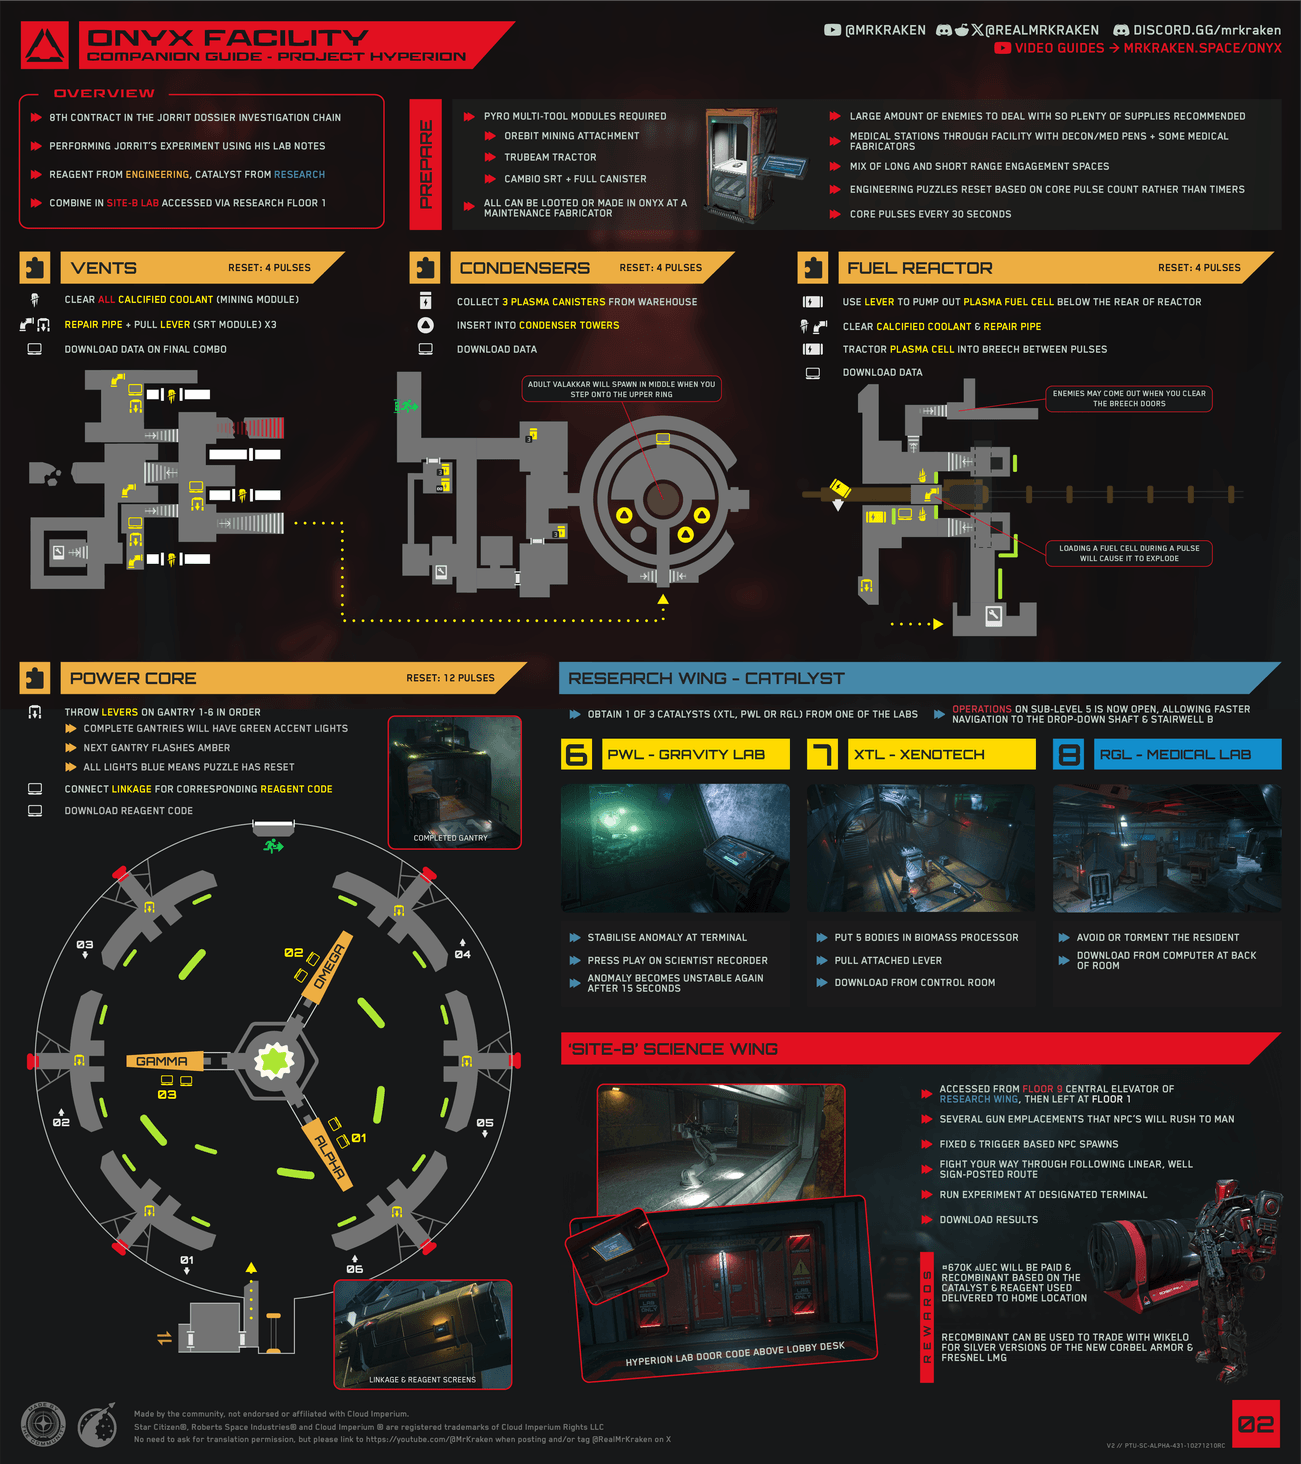 ONYX FACILITY
COMPANION GUIDE - PROJECT HYPERION
@MRKRAKEN @REALMRKRAKEN DISCORD.GG/mrkraken
VIDEO GUIDES → MRKRAKEN.SPACE/ONYX
OVERVIEW
8TH CONTRACT IN THE JORRIT DOSSIER INVESTIGATION CHAIN
PERFORMING JORRIT'S EXPERIMENT USING HIS LAB NOTES
REAGENT FROM ENGINEERING, CATALYST FROM RESEARCH
COMBINE IN SITE-B LAB ACCESSED VIA RESEARCH FLOOR 1
PREPARE
PYRO MULTI-TOOL MODULES REQUIRED
OREBIT MINING ATTACHMENT
TRUBEAM TRACTOR
CAMBIO SRT + FULL CANISTER
ALL CAN BE LOOTED OR MADE IN ONYX AT A
MAINTENANCE FABRICATOR
LARGE AMOUNT OF ENEMIES TO DEAL WITH SO PLENTY OF SUPPLIES RECOMMENDED
MEDICAL STATIONS THROUGH FACILITY WITH DECON/MED PENS + SOME MEDICAL
FABRICATORS
MIX OF LONG AND SHORT RANGE ENGAGEMENT SPACES
ENGINEERING PUZZLES RESET BASED ON CORE PULSE COUNT RATHER THAN TIMERS
CORE PULSES EVERY 30 SECONDS
VENTS
RESET: 4 PULSES
CLEAR ALL CALCIFIED COOLANT (MINING MODULE)
REPAIR PIPE + PULL LEVER (SRT MODULE) X3
DOWNLOAD DATA ON FINAL COMBO
CONDENSERS
RESET: 4 PULSES
COLLECT 3 PLASMA CANISTERS FROM WAREHOUSE
INSERT INTO CONDENSER TOWERS
DOWNLOAD DATA
ADULT VALAKKAR WILL SPAWN IN MIDDLE WHEN YOU
STEP ONTO THE UPPER RING
3
3
3
FUEL REACTOR
RESET: 4 PULSES
USE LEVER TO PUMP OUT PLASMA FUEL CELL BELOW THE REAR OF REACTOR
CLEAR CALCIFIED COOLANT & REPAIR PIPE
TRACTOR PLASMA CELL INTO BREECH BETWEEN PULSES
DOWNLOAD DATA
ENEMIES MAY COME OUT WHEN YOU CLEAR
THE BREECH DOORS
LOADING A FUEL CELL DURING A PULSE
WILL CAUSE IT TO EXPLODE
POWER CORE
RESET: 12 PULSES
THROW LEVERS ON GANTRY 1-6 IN ORDER
COMPLETE GANTRIES WILL HAVE GREEN ACCENT LIGHTS
NEXT GANTRY FLASHES AMBER
ALL LIGHTS BLUE MEANS PUZZLE HAS RESET
CONNECT LINKAGE FOR CORRESPONDING REAGENT CODE
DOWNLOAD REAGENT CODE
COMPLETED GANTRY
03
02
OMEGA
04
GAMMA
03
02
01
ALPHA
05
01
06
11
LINKAGE & REAGENT SCREENS
RESEARCH WING - CATALYST
OBTAIN 1 OF 3 CATALYSTS (XTL, PWL OR RGL) FROM ONE OF THE LABS
OPERATIONS ON SUB-LEVEL 5 IS NOW OPEN, ALLOWING FASTER
NAVIGATION TO THE DROP-DOWN SHAFT & STAIRWELL B
6 PWL - GRAVITY LAB
STABILISE ANOMALY AT TERMINAL
PRESS PLAY ON SCIENTIST RECORDER
ANOMALY BECOMES UNSTABLE AGAIN
AFTER 15 SECONDS
7 XTL - XENOTECH
PUT 5 BODIES IN BIOMASS PROCESSOR
PULL ATTACHED LEVER
DOWNLOAD FROM CONTROL ROOM
8 RGL - MEDICAL LAB
AVOID OR TORMENT THE RESIDENT
DOWNLOAD FROM COMPUTER AT BACK
OF ROOM
'SITE-B' SCIENCE WING
ACCESSED FROM FLOOR 9 CENTRAL ELEVATOR OF
RESEARCH WING, THEN LEFT AT FLOOR 1
SEVERAL GUN EMPLACEMENTS THAT NPC'S WILL RUSH TO MAN
FIXED & TRIGGER BASED NPC SPAWNS
FIGHT YOUR WAY THROUGH FOLLOWING LINEAR, WELL
SIGN-POSTED ROUTE
RUN EXPERIMENT AT DESIGNATED TERMINAL
DOWNLOAD RESULTS
HYPERION LAB DOOR CODE ABOVE LOBBY DESK
REWARDS
¤670K AUEC WILL BE PAID &
RECOMBINANT BASED ON THE
CATALYST & REAGENT USED
DELIVERED TO HOME LOCATION
RECOMBINANT CAN BE USED TO TRADE WITH WIKELO
FOR SILVER VERSIONS OF THE NEW CORBEL ARMOR &
FRESNEL LMG
MADE BY THE COMMUNITY
Made by the community, not endorsed or affiliated with Cloud Imperium.
Star Citizen®, Roberts Space Industries® and Cloud Imperium ® are registered trademarks of Cloud Imperium Rights LLC
No need to ask for translation permission, but please link to https://youtube.com/@MrKraken when posting and/or tag @RealMrKraken on X
V2 // PTU-SC-ALPHA-431-10271210RC
02